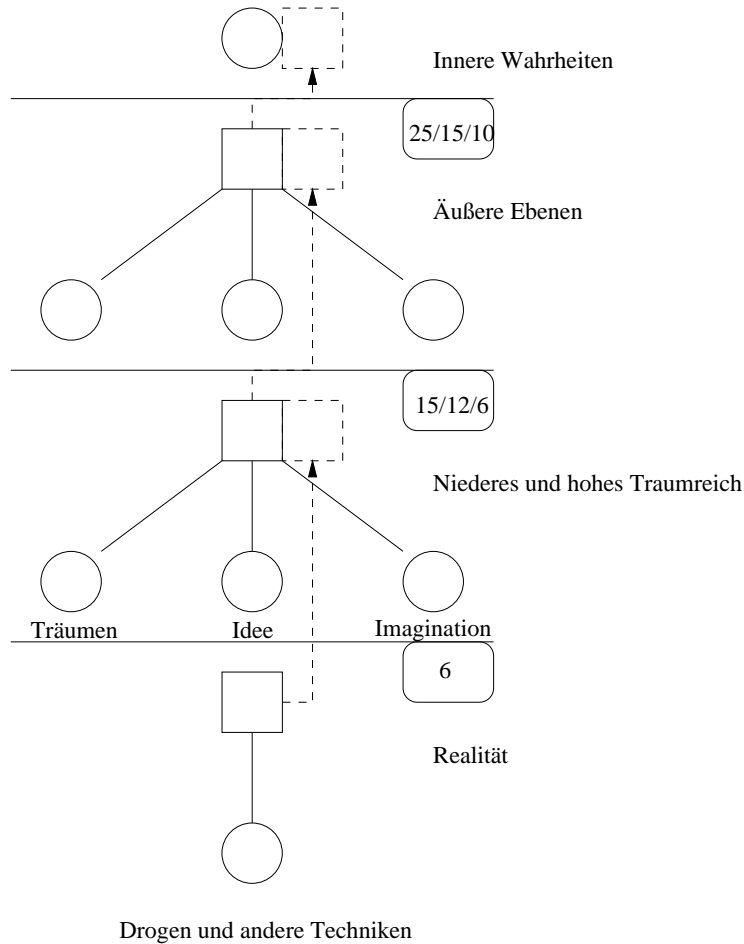 Innere Wahrheiten
25/15/10
Äußere Ebenen
15/12/6
Niederes und hohes Traumreich
Träumen Idee Imagination
6
Realität
Drogen und andere Techniken